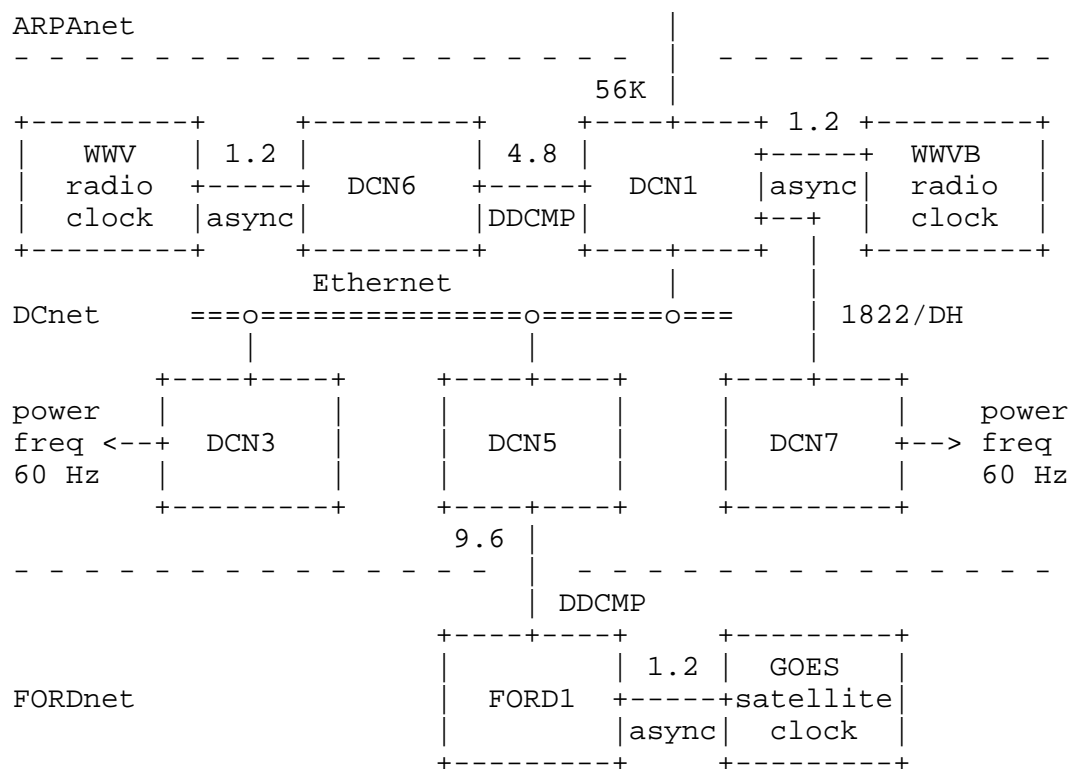 ARPAnet
56K
1.2
WWV 1.2 4.8 WWVB
radio DCN6 DCN1 async radio
clock async DDCMP clock
Ethernet
DCnet 1822/DH
power power
freq DCN3 DCN5 DCN7 freq
60 Hz 60 Hz
9.6
DDCMP
1.2 GOES
FORDnet FORD1 satellite
async clock